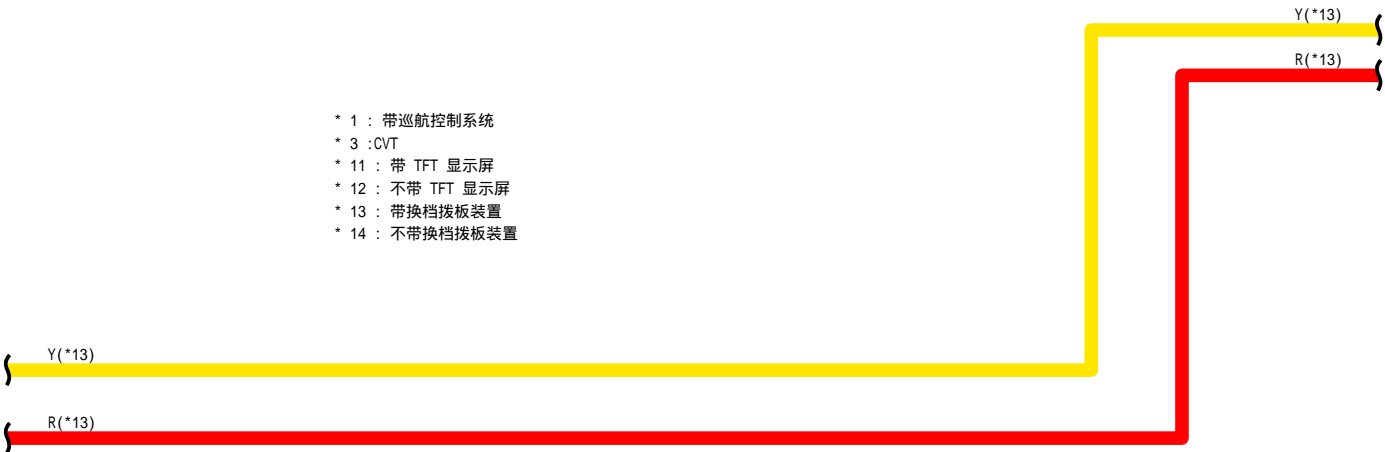 Y(*13)
R(*13)
* 1 : 带巡航控制系统
* 3 :CVT
* 11 : 带 TFT 显示屏
* 12 : 不带 TFT 显示屏
* 13 : 带换档拨板装置
* 14 : 不带换档拨板装置
Y(*13)
R(*13)